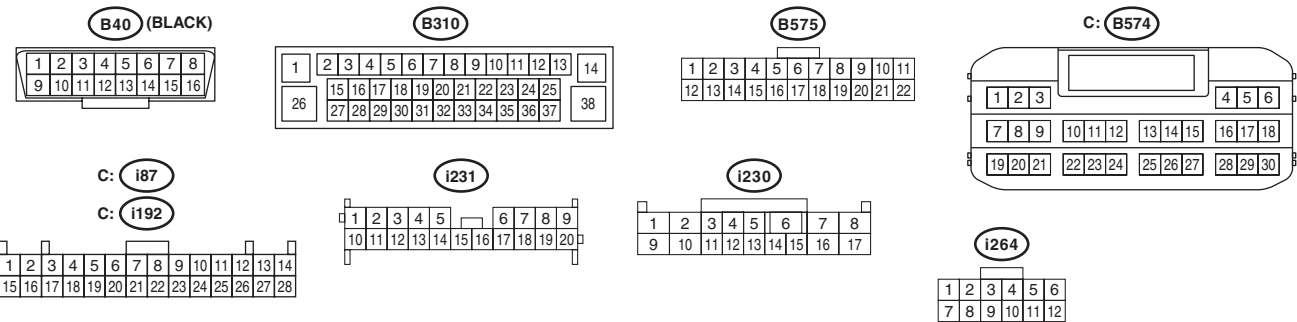 B40 (BLACK)
1 2 3 4 5 6 7 8
9 10 11 12 13 14 15 16
B310
1 2 3 4 5 6 7 8 9 10 11 12 13 14
15 16 17 18 19 20 21 22 23 24 25
26 27 28 29 30 31 32 33 34 35 36 37 38
B575
1 2 3 4 5 6 7 8 9 10 11
12 13 14 15 16 17 18 19 20 21 22
C: B574
1 2 3 4 5 6
7 8 9 10 11 12 13 14 15 16 17 18
19 20 21 22 23 24 25 26 27 28 29 30
C: i87
C: i192
1 2 3 4 5 6 7 8 9 10 11 12 13 14
15 16 17 18 19 20 21 22 23 24 25 26 27 28
i231
1 2 3 4 5 6 7 8 9
10 11 12 13 14 15 16 17 18 19 20
i230
1 2 3 4 5 6 7 8
9 10 11 12 13 14 15 16 17
i264
1 2 3 4 5 6
7 8 9 10 11 12